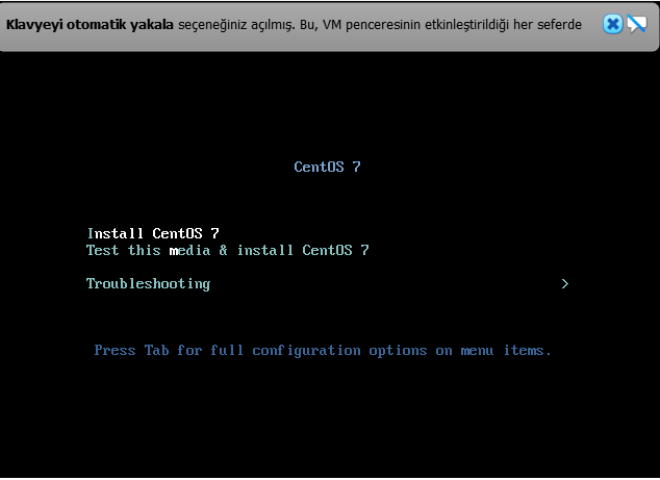 Klavyeyi otomatik yakala seçeneğiniz açılmış. Bu, VM penceresinin etkinleştirildiği her seferde
CentOS 7
Install CentOS 7
Test this media & install CentOS 7
Troubleshooting >
Press Tab for full configuration options on menu items.